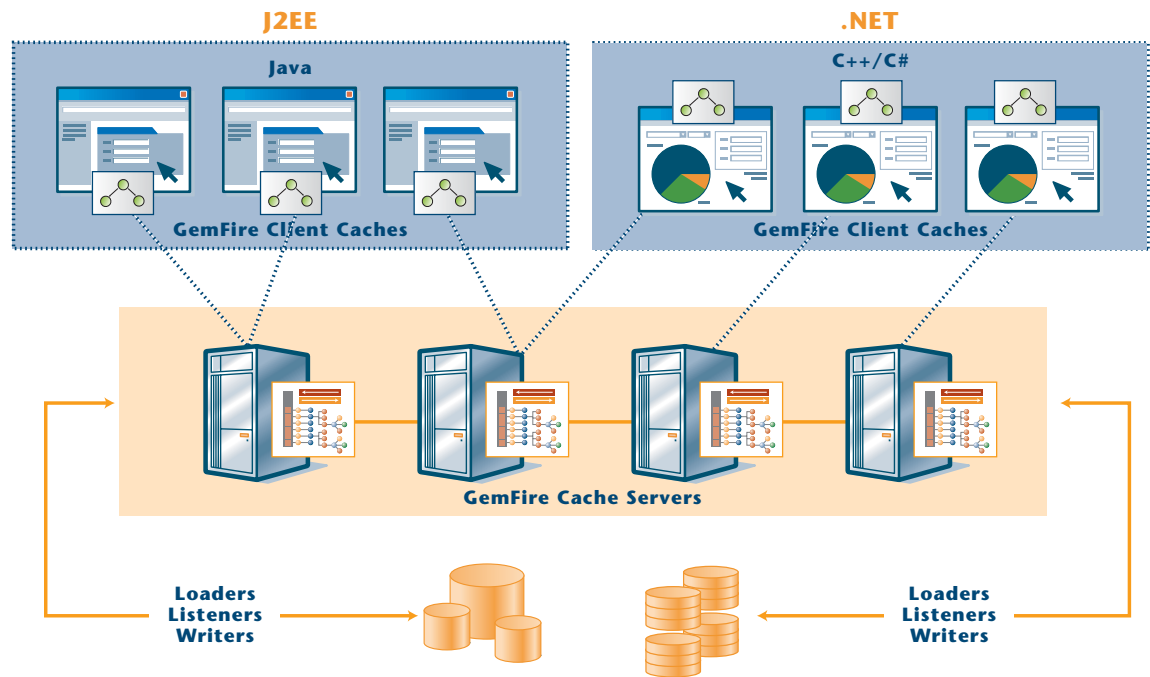 J2EE
.NET
Java
C++/C#
GemFire Client Caches
GemFire Client Caches
GemFire Cache Servers
Loaders
Listeners
Writers
Loaders
Listeners
Writers